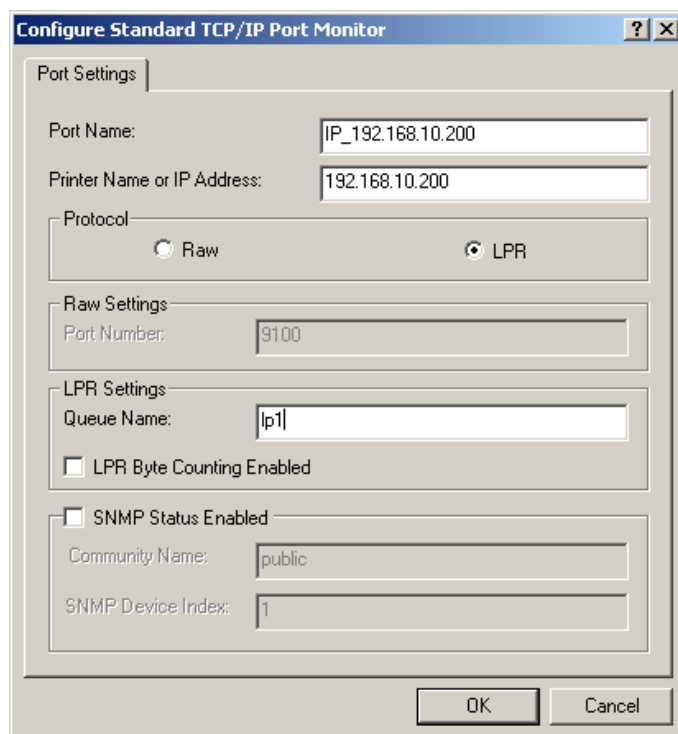 Configure Standard TCP/IP Port Monitor
Port Settings
Port Name: IP_192.168.10.200
Printer Name or IP Address: 192.168.10.200
Protocol
Raw LPR
Raw Settings
Port Number: 9100
LPR Settings
Queue Name: lp1
LPR Byte Counting Enabled
SNMP Status Enabled
Community Name: public
SNMP Device Index: 1
OK Cancel